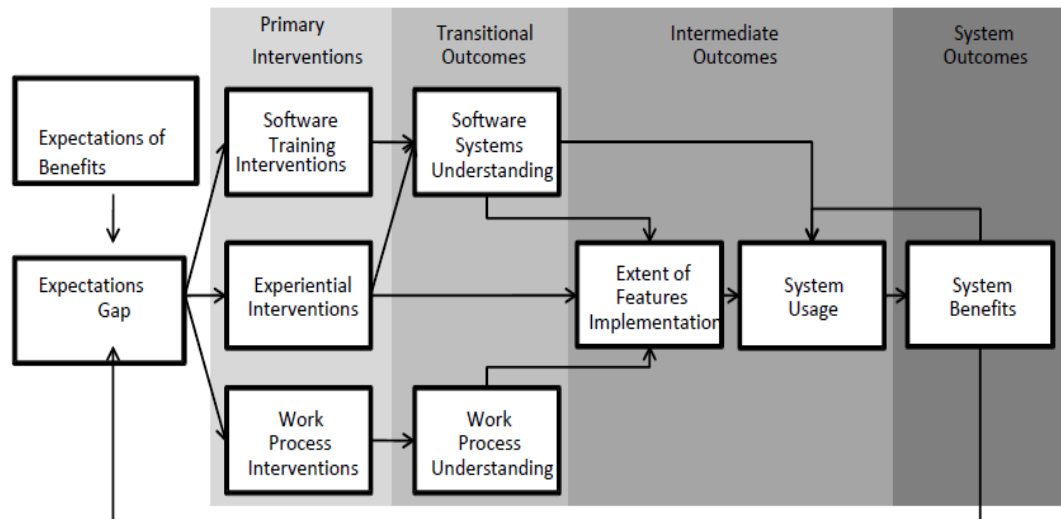 Primary
Interventions
Transitional
Outcomes
Intermediate
Outcomes
System
Outcomes
Expectations of
Benefits
Software
Training
Interventions
Software
Systems
Understanding
Expectations
Gap
Experiential
Interventions
Extent of
Features
Implementation
System
Usage
System
Benefits
Work
Process
Interventions
Work
Process
Understanding